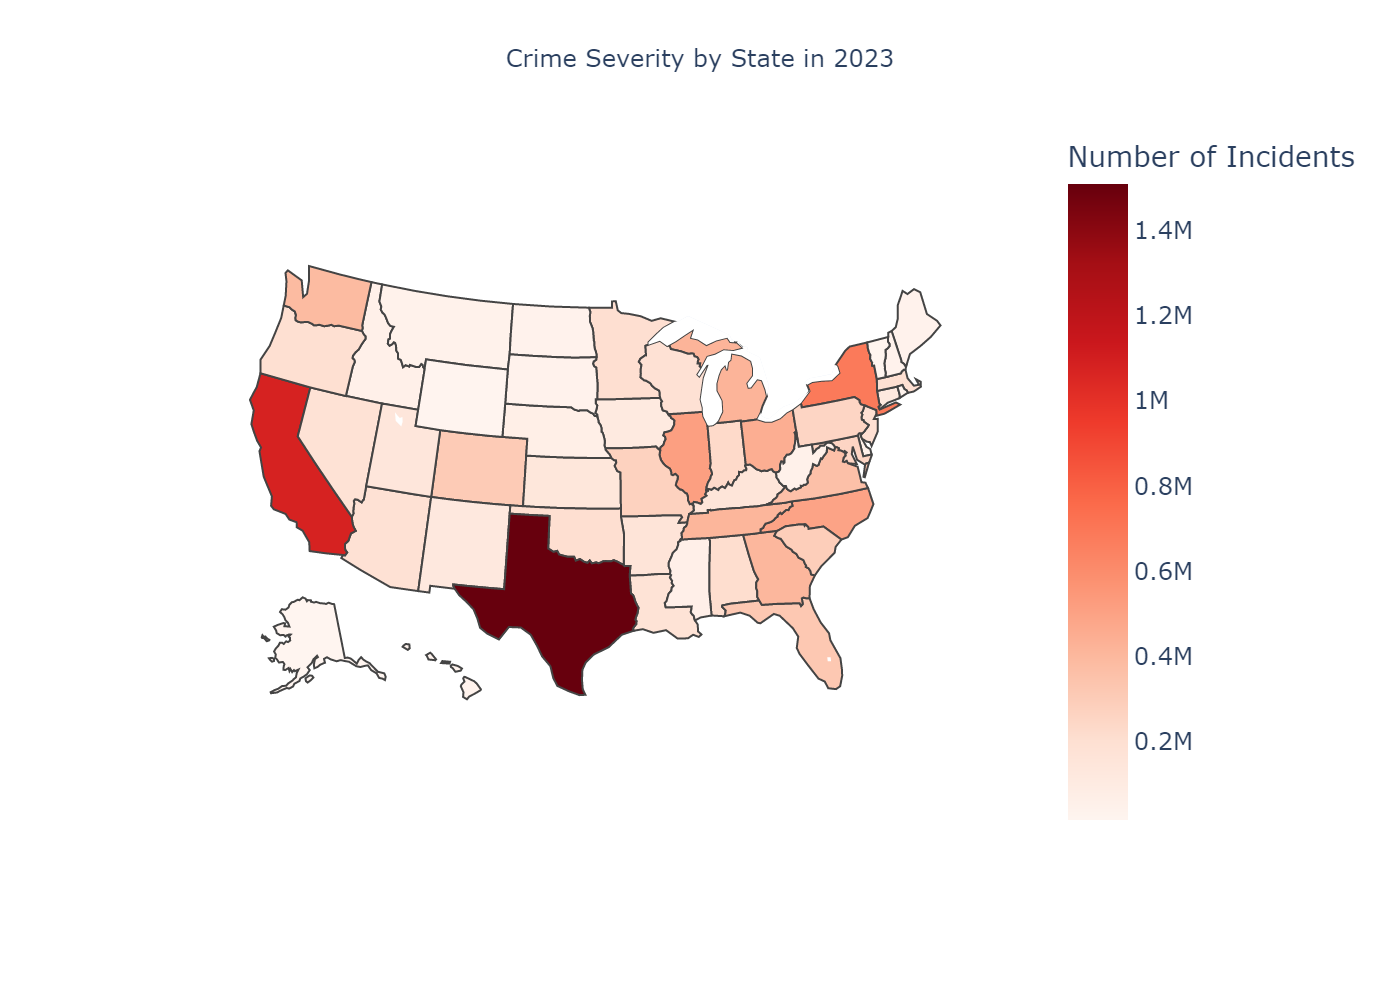 Crime Severity by State in 2023
Number of Incidents
1.4M
1.2M
1M
0.8M
0.6M
0.4M
0.2M